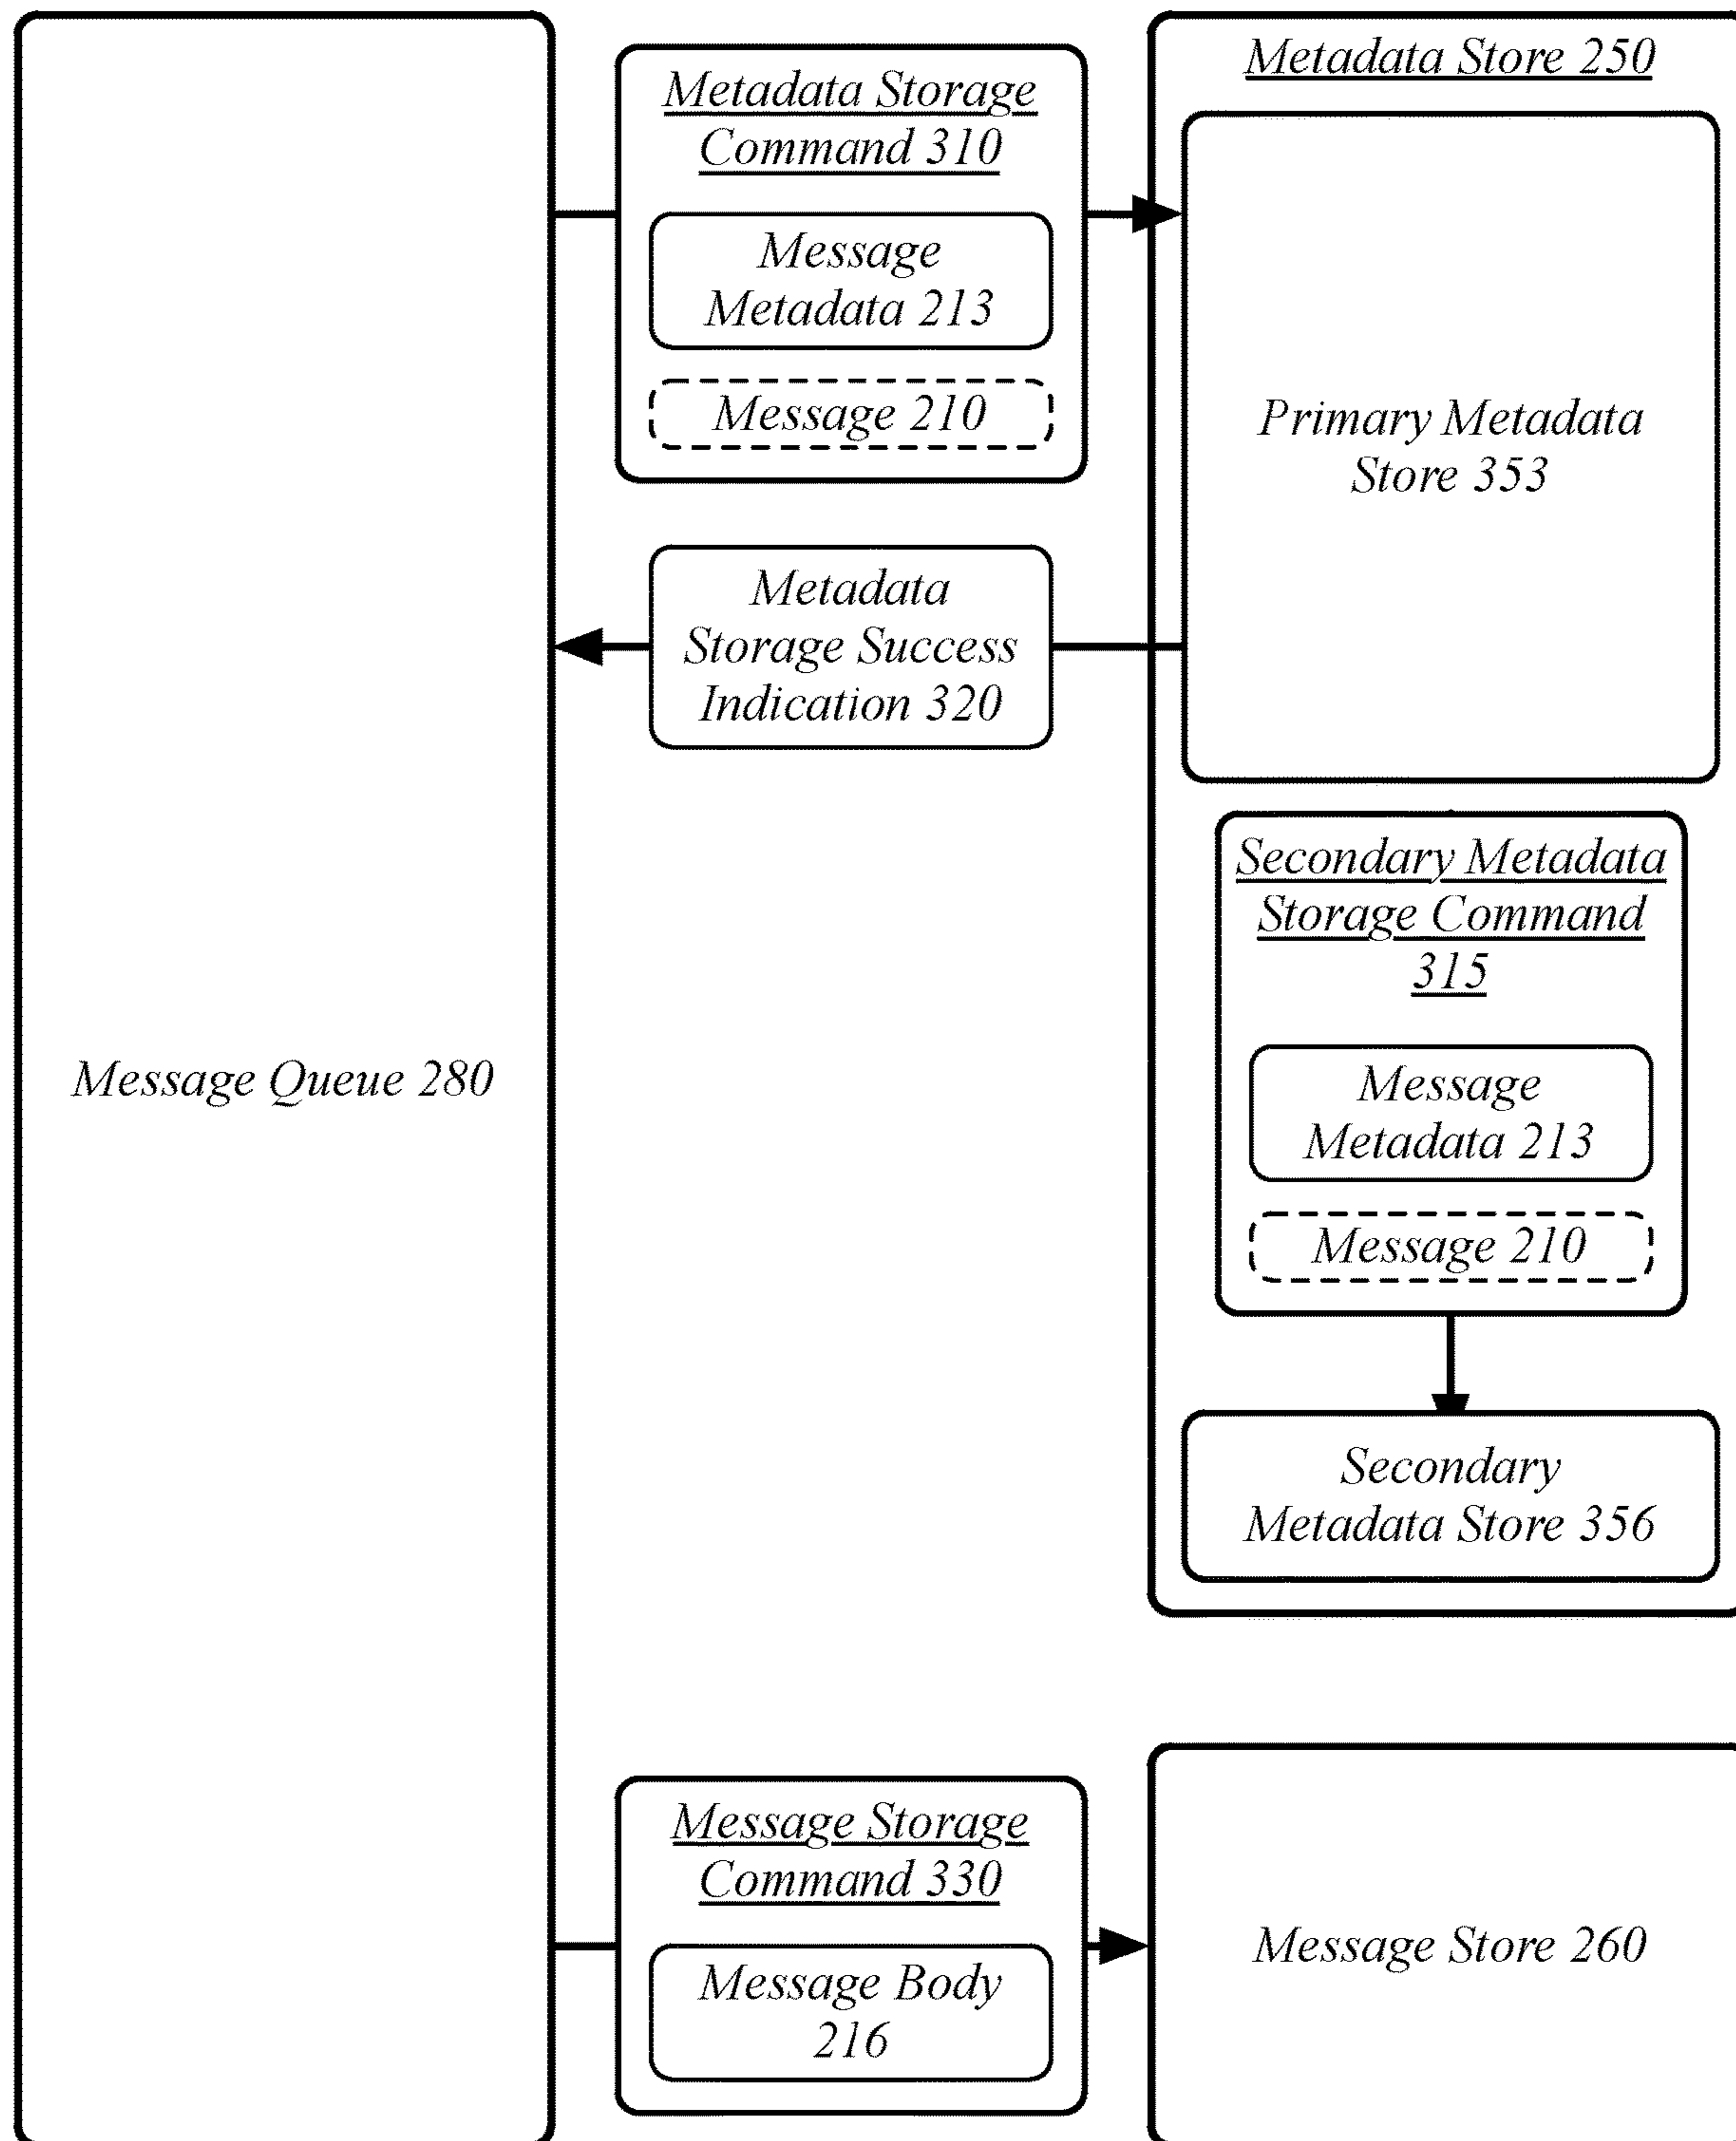 Metadata Store 250
Metadata Storage
Command 310
Message
Metadata 213
Message 210
Primary Metadata
Store 353
Metadata
Storage Success
Indication 320
Secondary Metadata
Storage Command
315
Message Queue 280
Message
Metadata 213
Message 210
Secondary
Metadata Store 356
Message Storage
Command 330
Message Body
216
Message Store 260